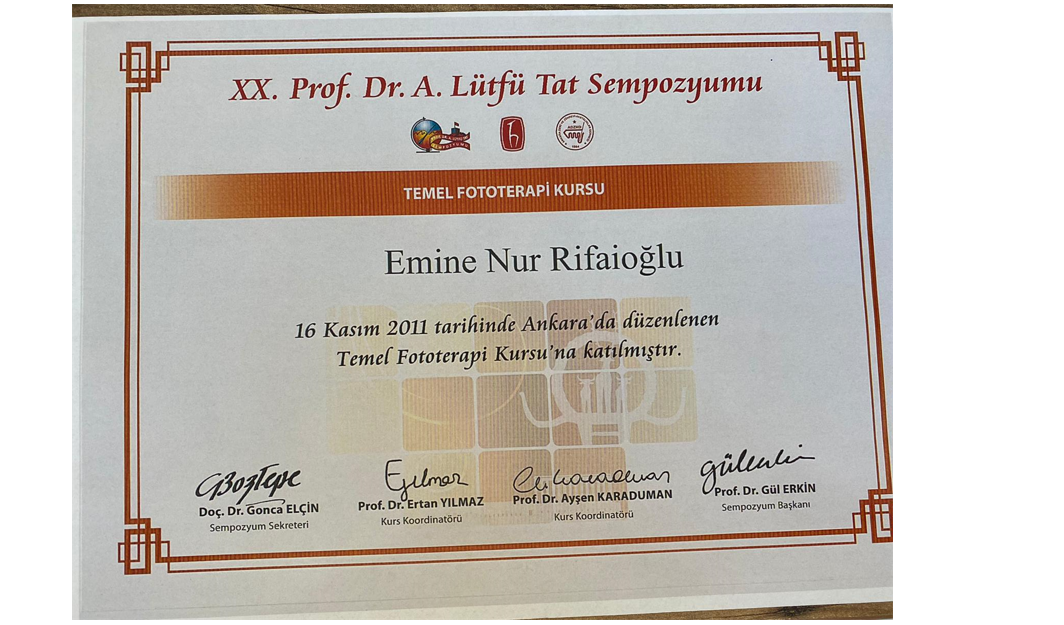 XX. Prof. Dr. A. Lütfü Tat Sempozyumu
TEMEL FOTOTERAPİ KURSU
Emine Nur Rifaioğlu
16 Kasım 2011 tarihinde Ankara'da düzenlenen
Temel Fototerapi Kursu'na katılmıştır.
Doç. Dr. Gonca ELÇİN
Sempozyum Sekreteri
Prof. Dr. Ertan YILMAZ
Kurs Koordinatörü
Prof. Dr. Ayşen KARADUMAN
Kurs Koordinatörü
Prof. Dr. Gül ERKİN
Sempozyum Başkanı